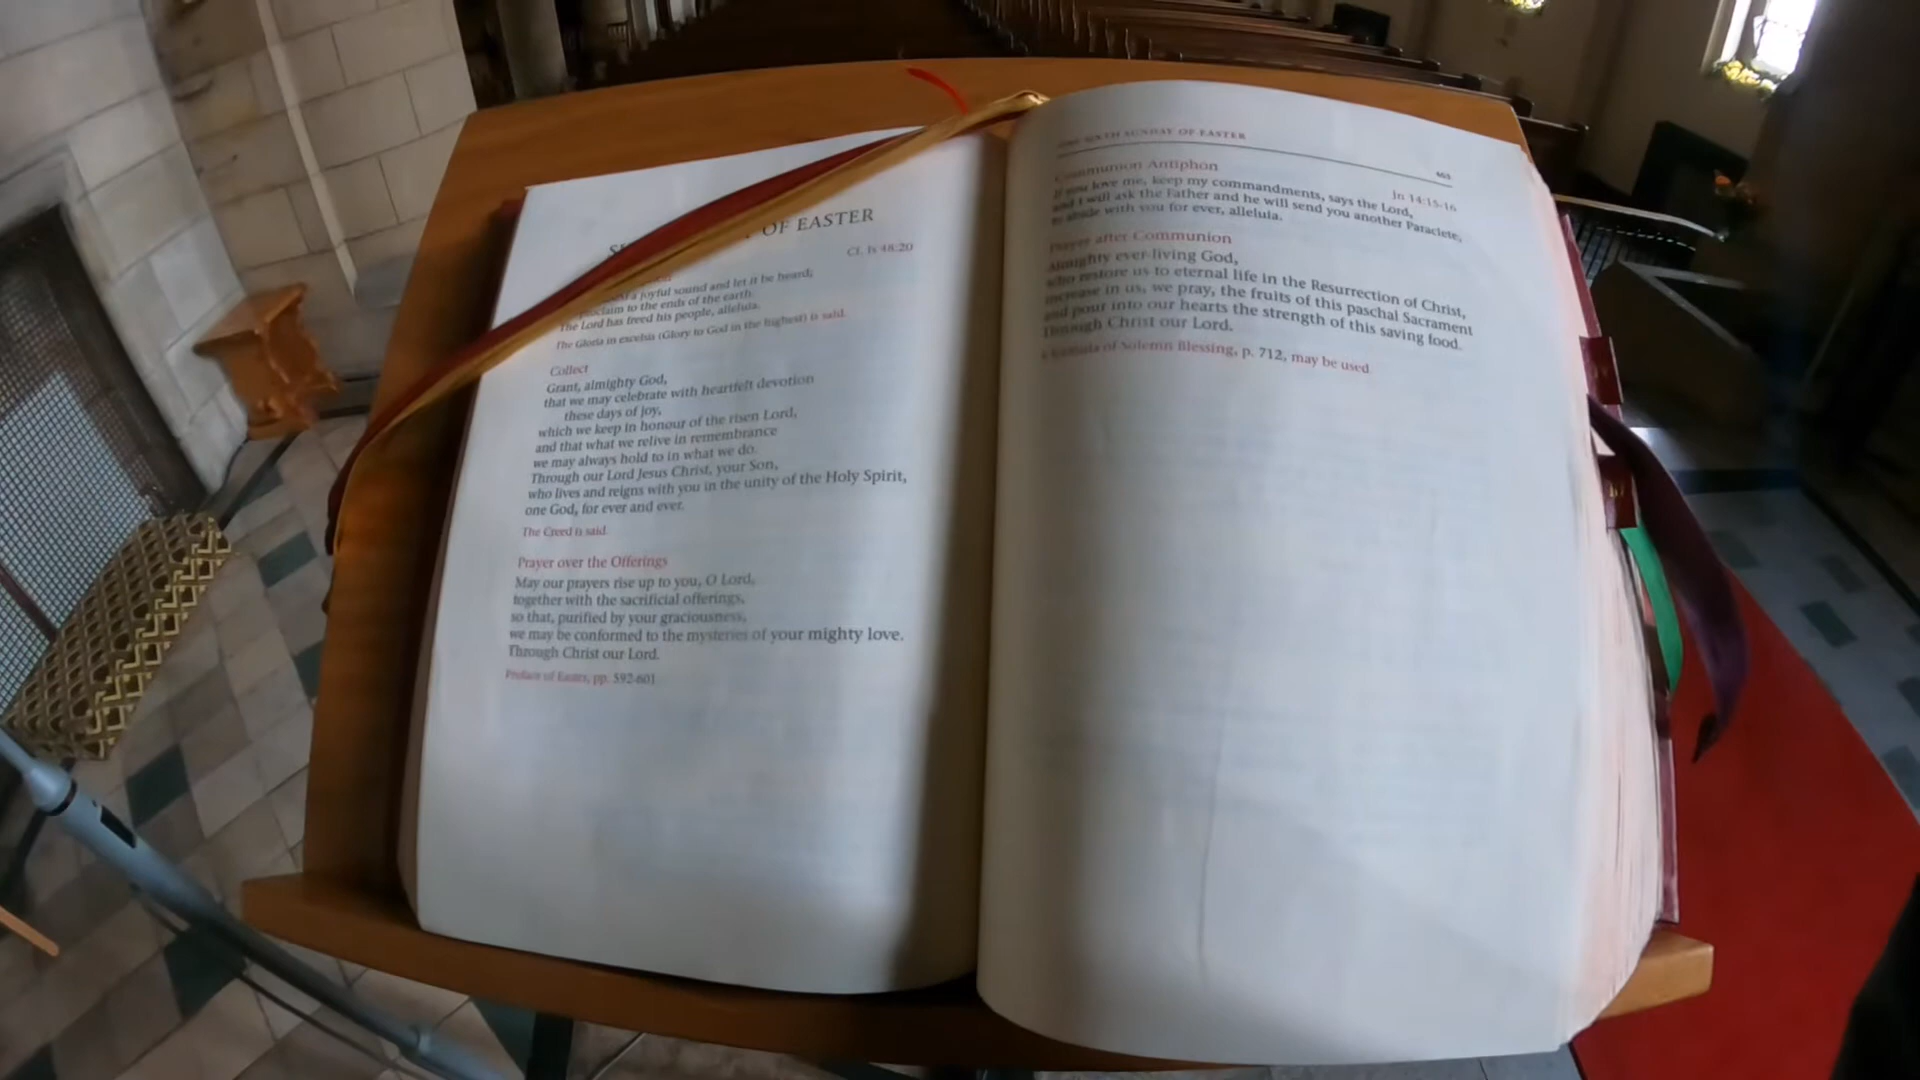 OF EASTER
Cf. Is 48:20
a joyful sound and let it be heard;
proclaim to the ends of the earth:
The Lord has freed his people, alleluia.
The Gloria in excelsis (Glory to God in the highest) is said.
Collect
Grant, almighty God,
that we may celebrate with heartfelt devotion
these days of joy,
which we keep in honour of the risen Lord,
and that what we relive in remembrance
we may always hold to in what we do.
Through our Lord Jesus Christ, your Son,
who lives and reigns with you in the unity of the Holy Spirit,
one God, for ever and ever.
The Creed is said.
Prayer over the Offerings
May our prayers rise up to you, O Lord,
together with the sacrificial offerings,
so that, purified by your graciousness,
we may be conformed to the mysteries of your mighty love.
Through Christ our Lord.
Preface of Easter, pp. 592-601
SIXTH SUNDAY OF EASTER
Communion Antiphon
Jn 14:15-16
If you love me, keep my commandments, says the Lord,
and I will ask the Father and he will send you another Paraclete,
to abide with you for ever, alleluia.
Prayer after Communion
Almighty ever-living God,
who restore us to eternal life in the Resurrection of Christ,
increase in us, we pray, the fruits of this paschal Sacrament
and pour into our hearts the strength of this saving food.
Through Christ our Lord.
A formula of Solemn Blessing, p. 712, may be used.